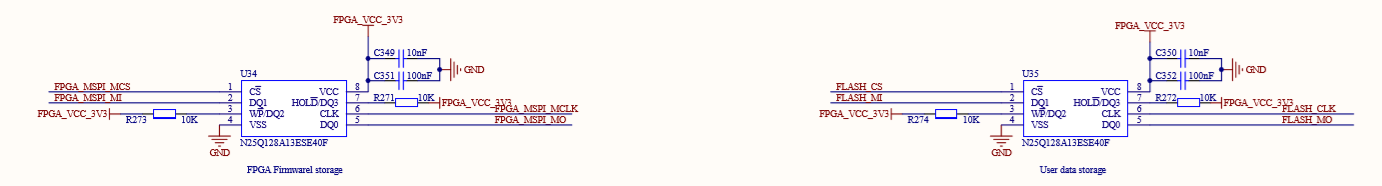 FPGA_VCC_3V3
C349 10nF
GND
C351 100nF
U34
FPGA_MSPI_MCS 1 CS VCC 8
FPGA_MSPI_MI 2 DQ1 HOLD/DQ3 7 R271 10K FPGA_VCC_3V3
FPGA_VCC_3V3 R273 10K 3 WP/DQ2 CLK 6 FPGA_MSPI_MCLK
4 VSS DQ0 5 FPGA_MSPI_MO
GND
N25Q128A13ESE40F
FPGA Firmwarel storage
FPGA_VCC_3V3
C350 10nF
GND
C352 100nF
U35
FLASH_CS 1 CS VCC 8
FLASH_MI 2 DQ1 HOLD/DQ3 7 R272 10K FPGA_VCC_3V3
FPGA_VCC_3V3 R274 10K 3 WP/DQ2 CLK 6 FLASH_CLK
4 VSS DQ0 5 FLASH_MO
GND
N25Q128A13ESE40F
User data storage